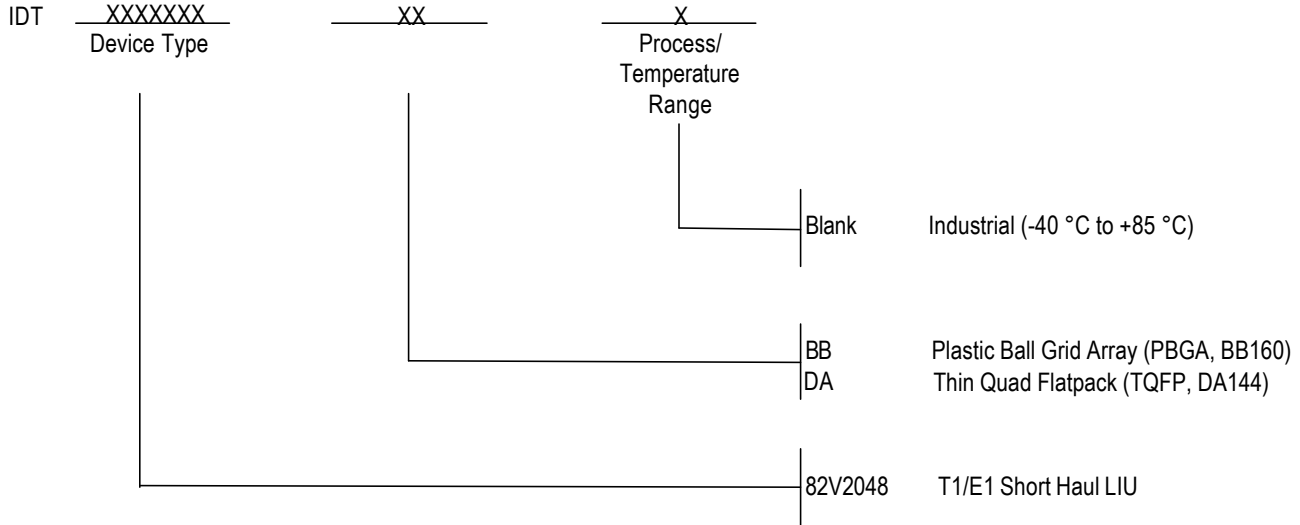 IDT XXXXXXX XX X
Device Type
Process/
Temperature
Range
Blank Industrial (-40 °C to +85 °C)
BB Plastic Ball Grid Array (PBGA, BB160)
DA Thin Quad Flatpack (TQFP, DA144)
82V2048 T1/E1 Short Haul LIU